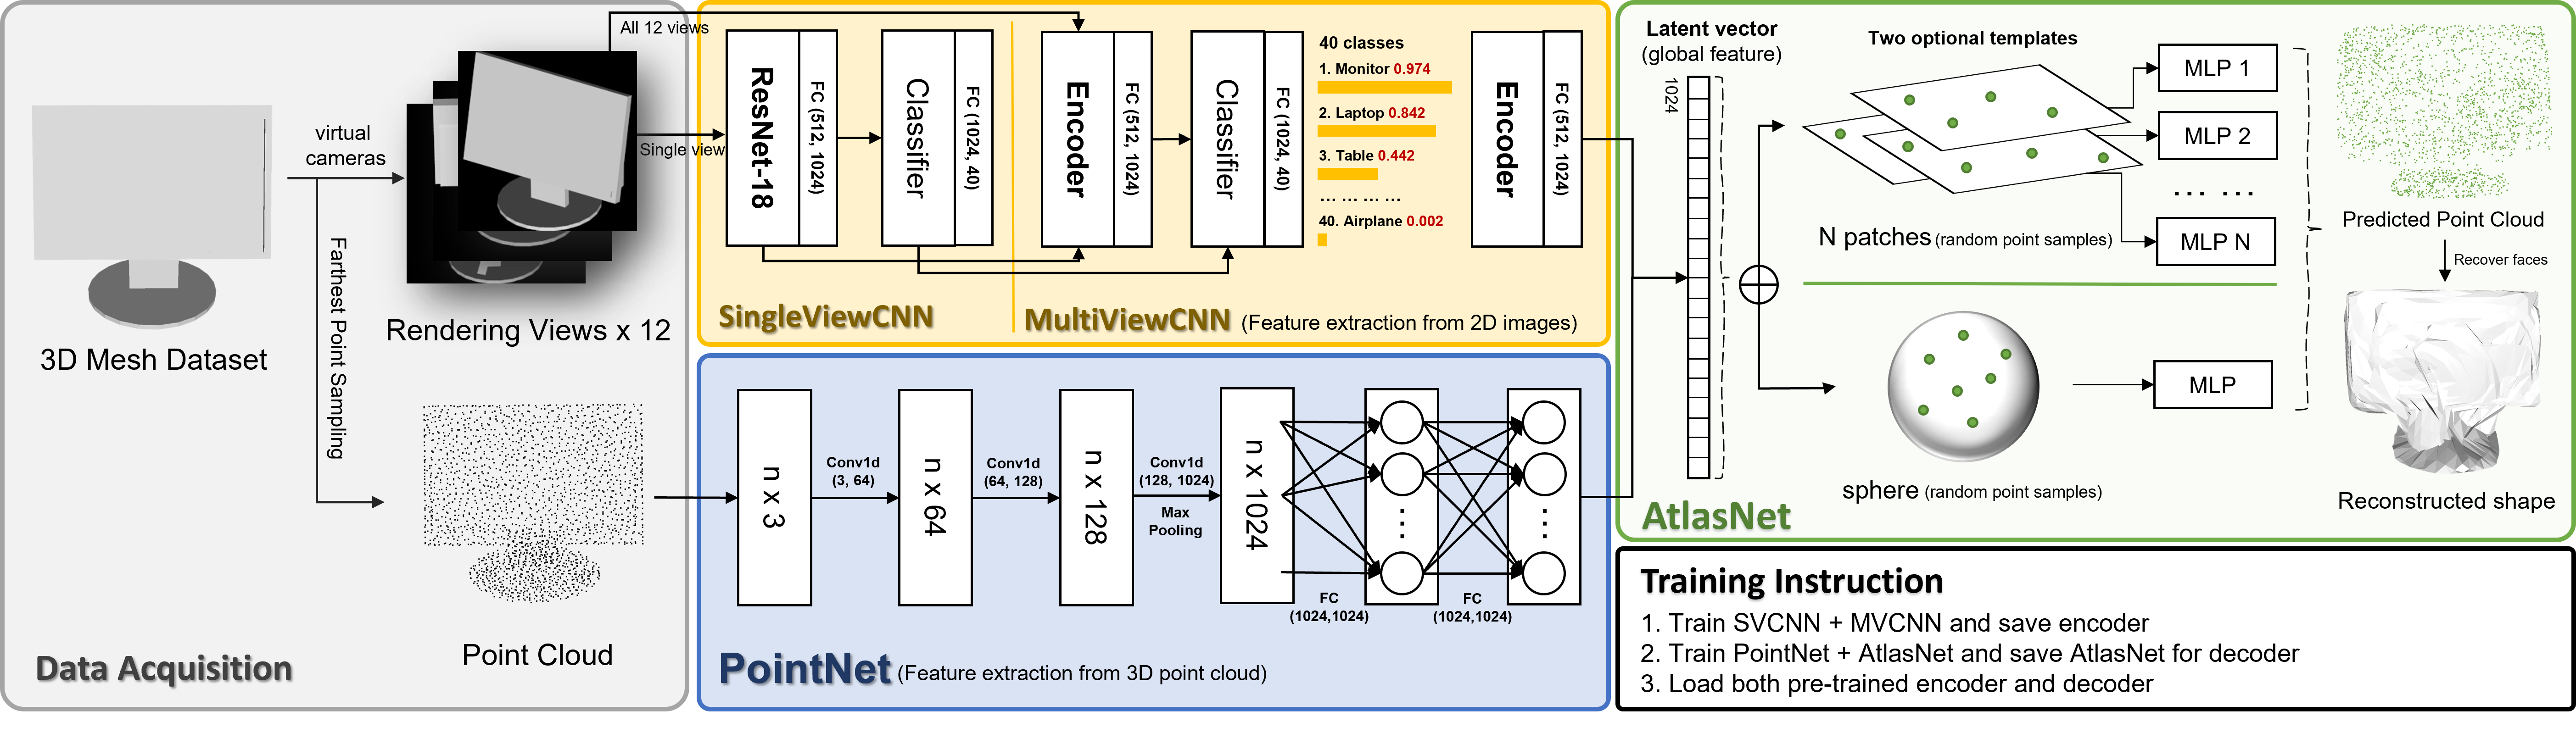 3D Mesh Dataset
virtual
cameras
Farthest Point Sampling
Rendering Views x 12
Point Cloud
Data Acquisition
All 12 views
Single view
ResNet-18
FC (512, 1024)
Classifier
FC (1024, 40)
SingleViewCNN
Encoder
FC (512, 1024)
Classifier
FC (1024, 40)
40 classes
1. Monitor 0.974
2. Laptop 0.842
3. Table 0.442
... ... ... ...
40. Airplane 0.002
Encoder
FC (512, 1024)
MultiViewCNN (Feature extraction from 2D images)
n x 3
Conv1d
(3, 64)
n x 64
Conv1d
(64, 128)
n x 128
Conv1d
(128, 1024)
Max
Pooling
n x 1024
FC
(1024,1024)
FC
(1024,1024)
PointNet (Feature extraction from 3D point cloud)
Latent vector
(global feature)
1024
Two optional templates
MLP 1
MLP 2
... ...
MLP N
N patches (random point samples)
MLP
sphere (random point samples)
Predicted Point Cloud
Recover faces
Reconstructed shape
AtlasNet
Training Instruction
1. Train SVCNN + MVCNN and save encoder
2. Train PointNet + AtlasNet and save AtlasNet for decoder
3. Load both pre-trained encoder and decoder